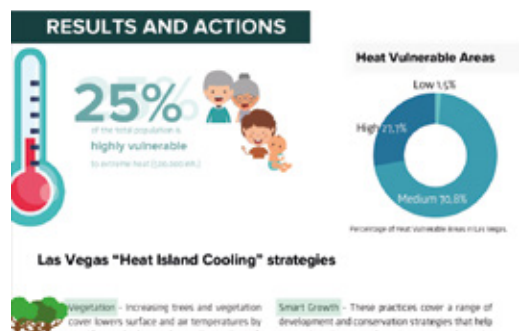 RESULTS AND ACTIONS
25%
of the total population is
highly vulnerable
to extreme heat
Heat Vulnerable Areas
Low 1,5%
High 27,7%
Medium 70,8%
Percentage of Heat Vulnerable Areas in Las Vegas.
Las Vegas "Heat Island Cooling" strategies
Vegetation - Increasing trees and vegetation
cover lowers surface and air temperatures by
Smart Growth - These practices cover a range of
development and conservation strategies that help